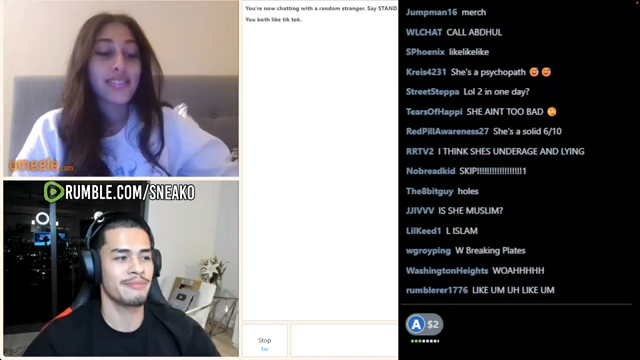 You're now chatting with a random stranger. Say STAND
You both like tik tok.
omegle.com
RUMBLE.COM/SNEAKO
Stop
Esc
Jumpman16 merch
WLCHAT CALL ABDHUL
SPhoenix likelikelike
Kreis4231 She's a psychopath
StreetSteppa Lol 2 in one day?
TearsOfHappi SHE AINT TOO BAD
RedPillAwareness27 She's a solid 6/10
RRTV2 I THINK SHES UNDERAGE AND LYING
Nobreadkid SKIP!!!!!!!!!!!!!!!!!!!1
The8bitguy holes
JJIVVV IS SHE MUSLIM?
LilKeed1 L ISLAM
wgroyping W Breaking Plates
WashingtonHeights WOAHHHHH
rumblerer1776 LIKE UM UH LIKE UM
A $2